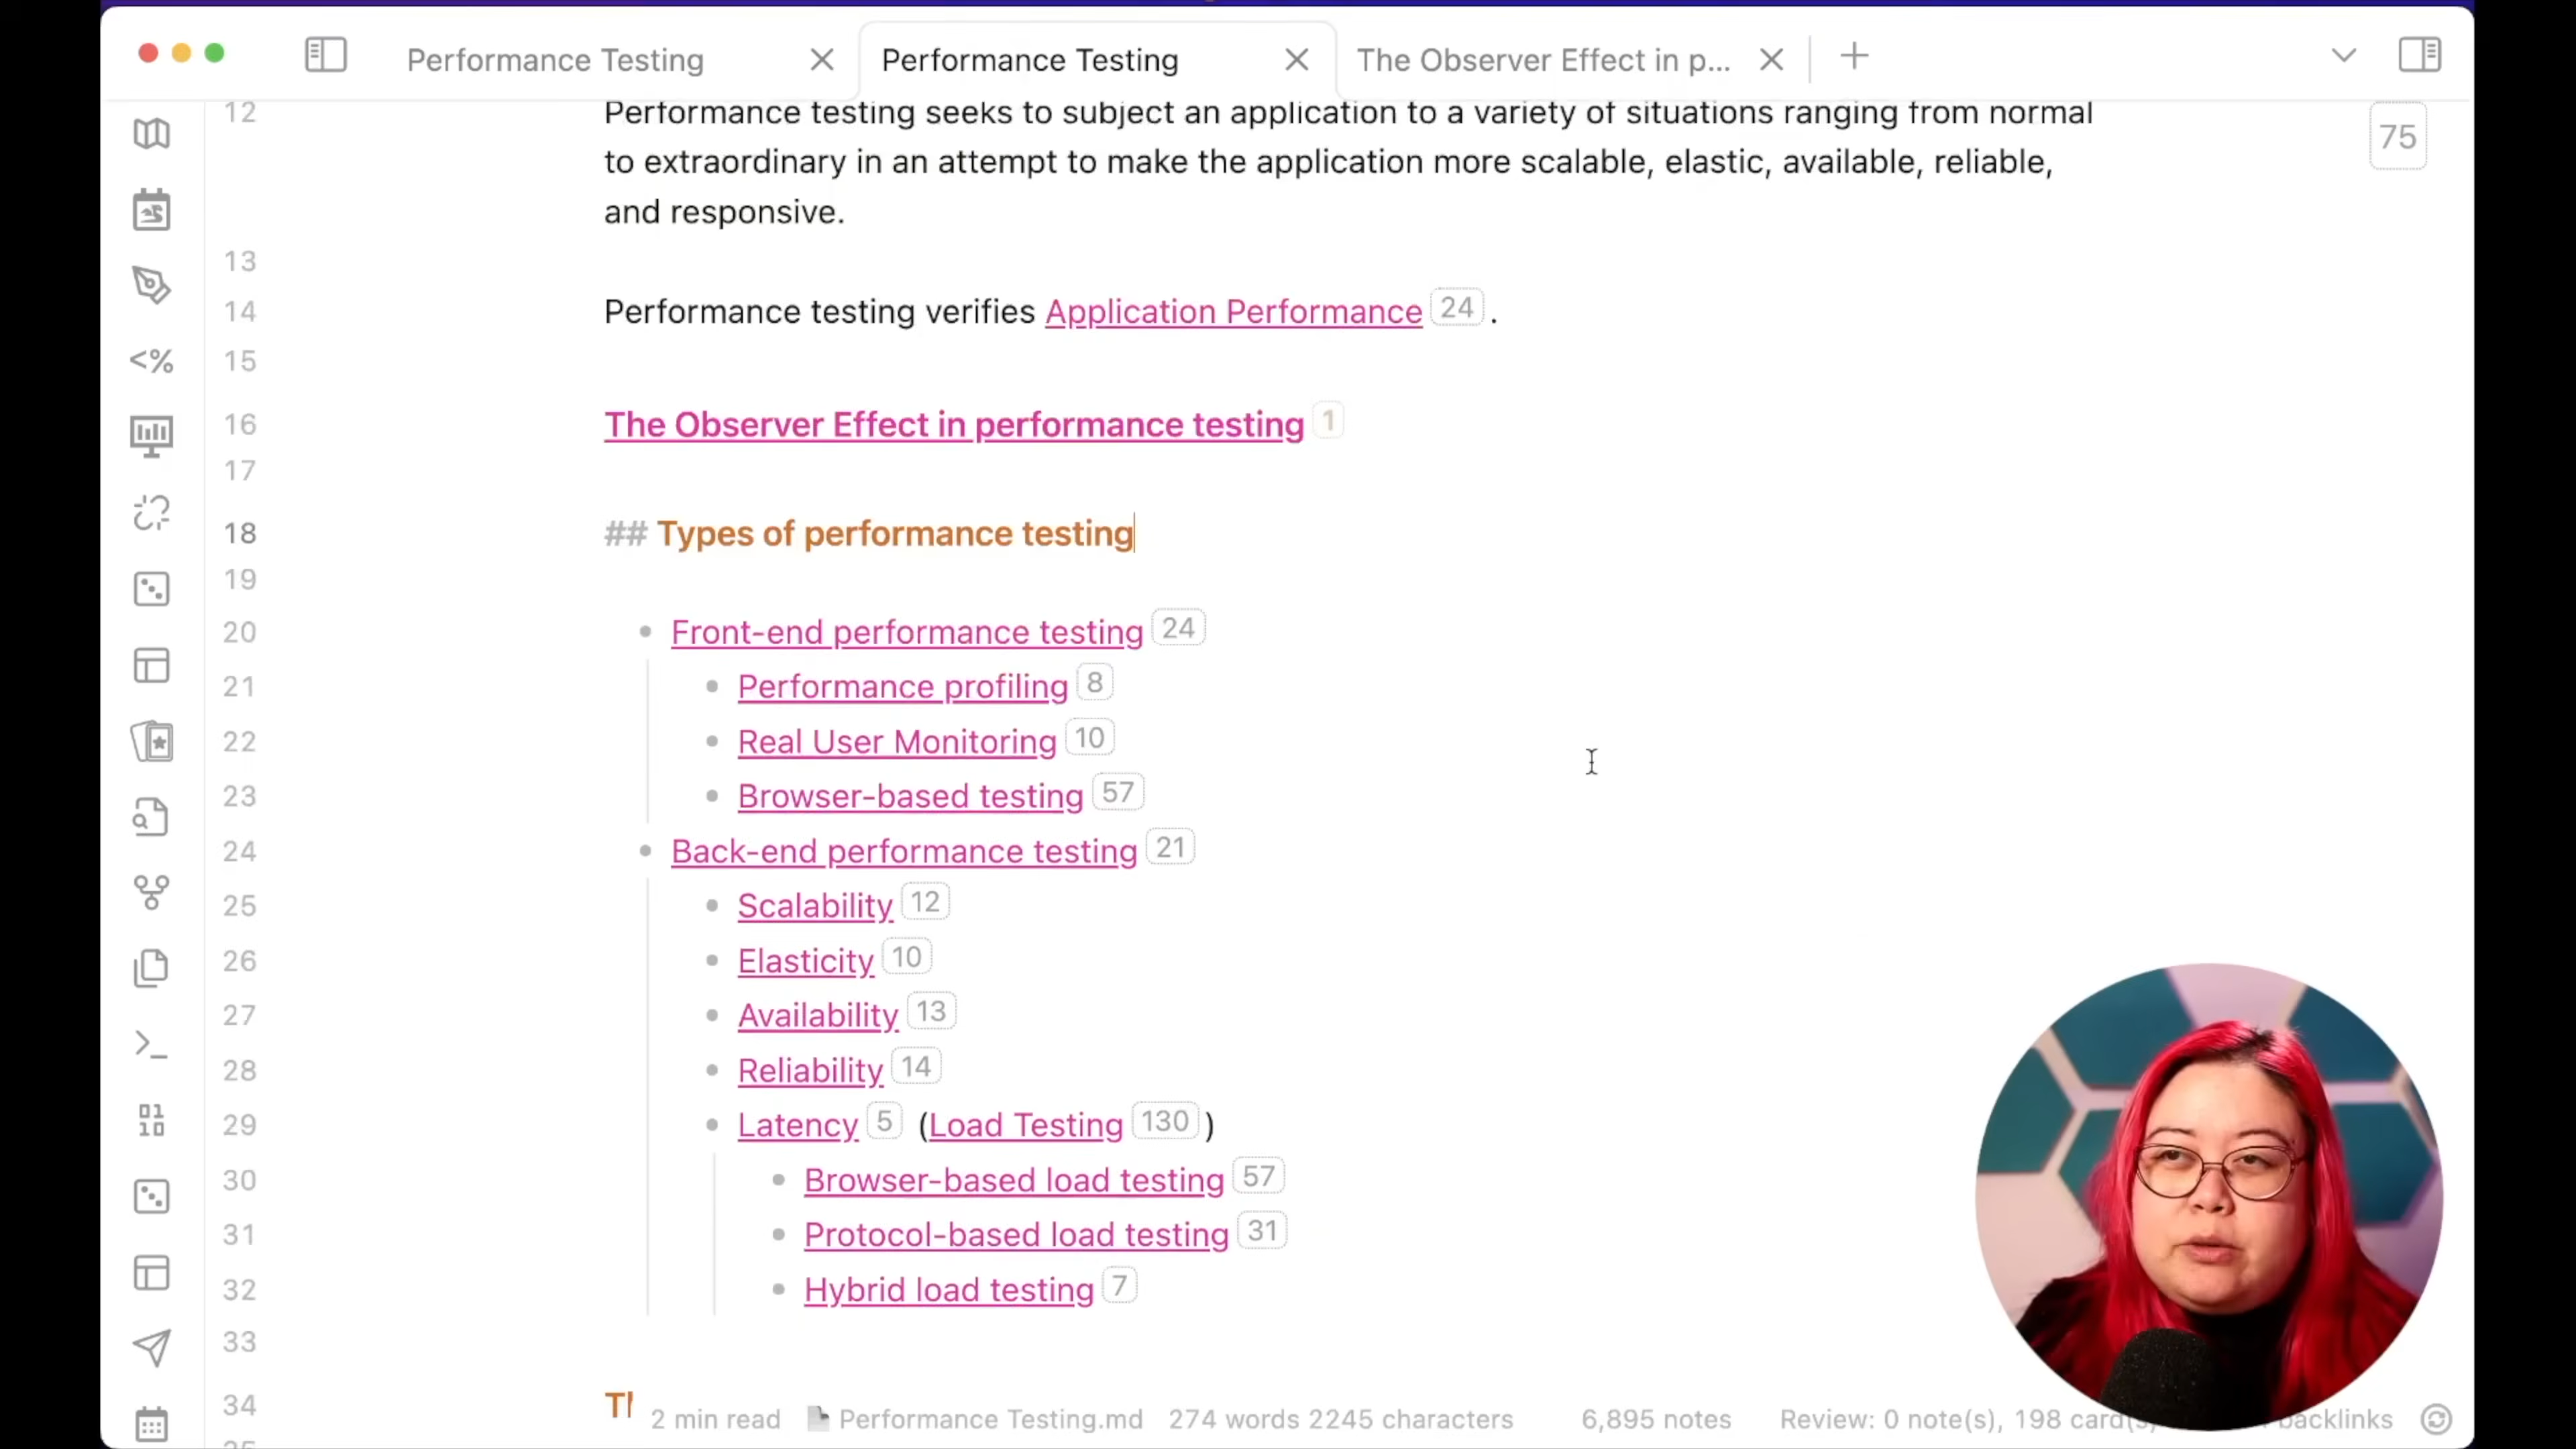 Performance Testing
Performance Testing
The Observer Effect in p...
12 Performance testing seeks to subject an application to a variety of situations ranging from normal
to extraordinary in an attempt to make the application more scalable, elastic, available, reliable,
and responsive.
75
13
14 Performance testing verifies Application Performance 24 .
15
16 The Observer Effect in performance testing 1
17
18 ## Types of performance testing
19
20 Front-end performance testing 24
21 Performance profiling 8
22 Real User Monitoring 10
23 Browser-based testing 57
24 Back-end performance testing 21
25 Scalability 12
26 Elasticity 10
27 Availability 13
28 Reliability 14
29 Latency 5 (Load Testing 130 )
30 Browser-based load testing 57
31 Protocol-based load testing 31
32 Hybrid load testing 7
33
34
2 min read Performance Testing.md 274 words 2245 characters 6,895 notes Review: 0 note(s), 198 card(s) backlinks